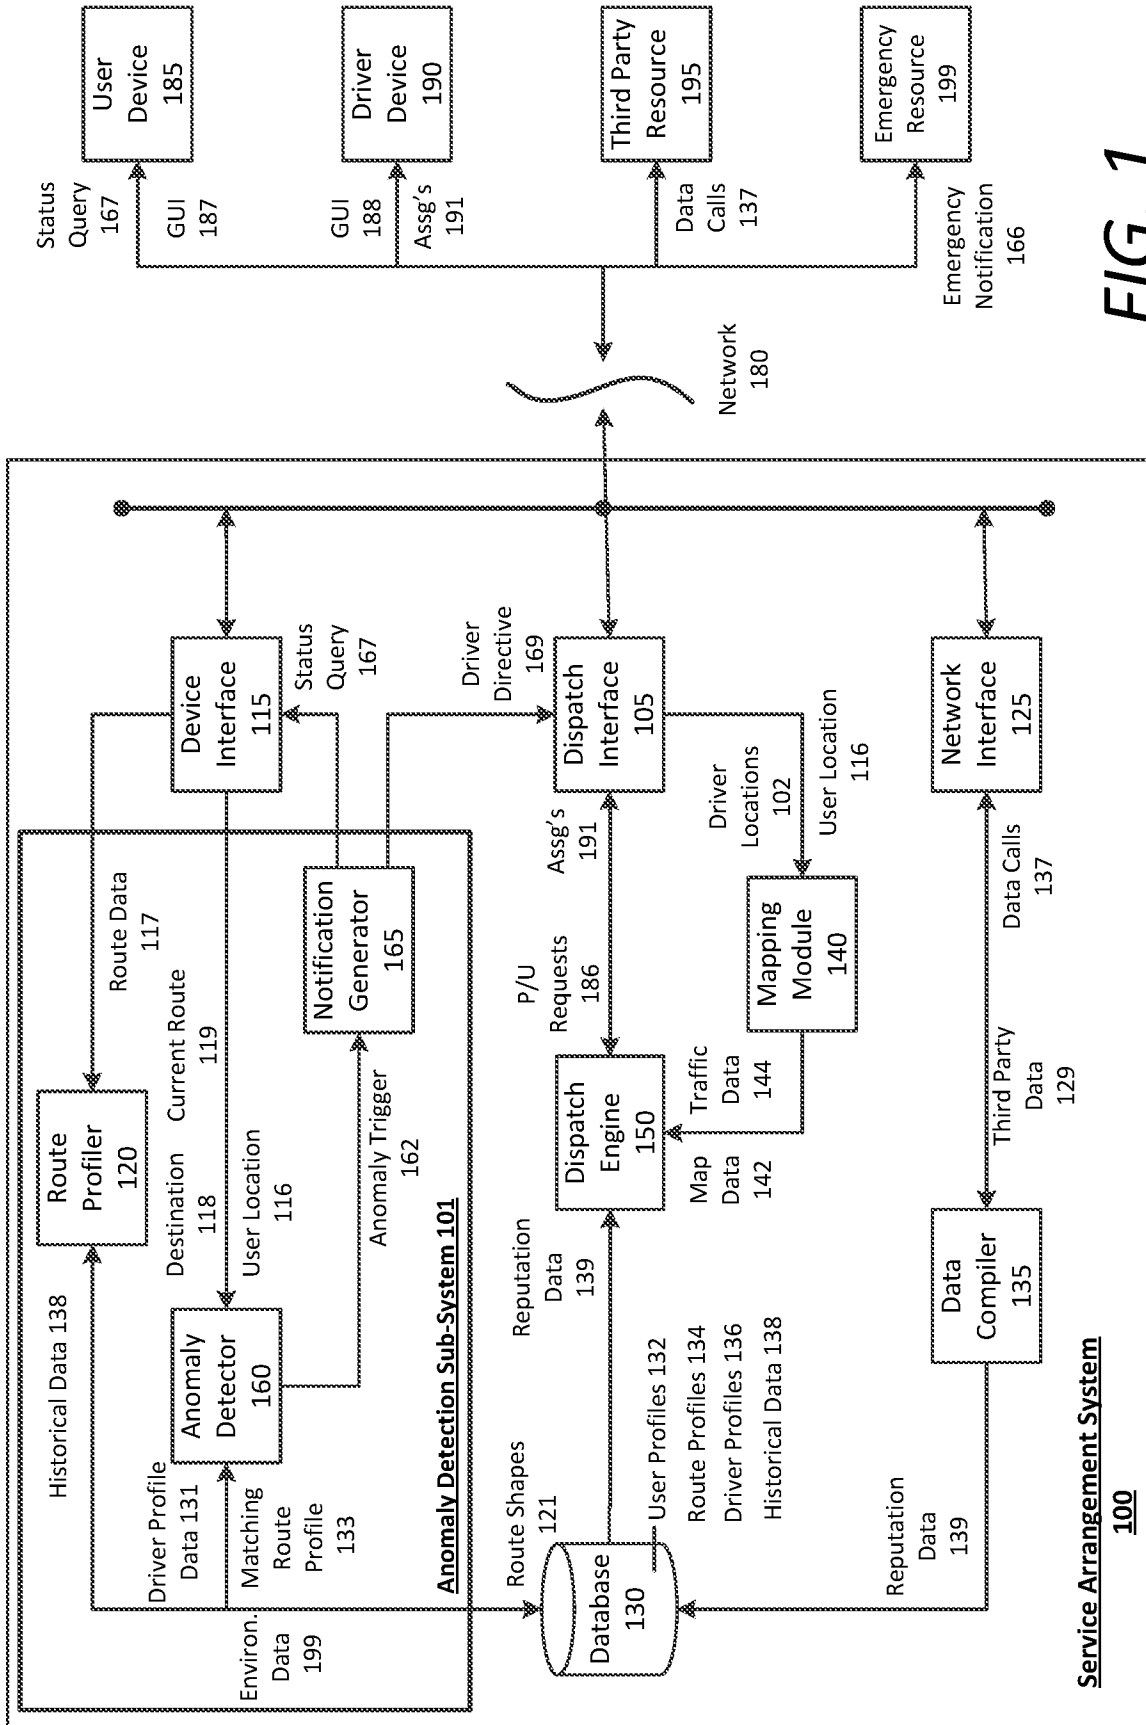 Historical Data 138
Route
Profiler
120
Route Data
117
Environ.
Data
199
Driver Profile
Data 131
Matching
Route
Profile
133
Anomaly
Detector
160
Destination
118
Current Route
119
User Location
116
Device
Interface
115
Anomaly Trigger
162
Notification
Generator
165
Status
Query
167
Anomaly Detection Sub-System 101
Driver
Directive
169
Route Shapes
121
Database
130
User Profiles 132
Route Profiles 134
Driver Profiles 136
Historical Data 138
Reputation
Data
139
Dispatch
Engine
150
P/U
Requests
186
Assg's
191
Dispatch
Interface
105
Map
Data
142
Traffic
Data
144
Mapping
Module
140
Driver
Locations
102
User Location
116
Reputation
Data
139
Data
Compiler
135
Third Party
Data
129
Data Calls
137
Network
Interface
125
Service Arrangement System
100
Network
180
Status
Query
167
GUI
187
User
Device
185
GUI
188
Assg's
191
Driver
Device
190
Data
Calls
137
Third Party
Resource
195
Emergency
Notification
166
Emergency
Resource
199
FIG. 1